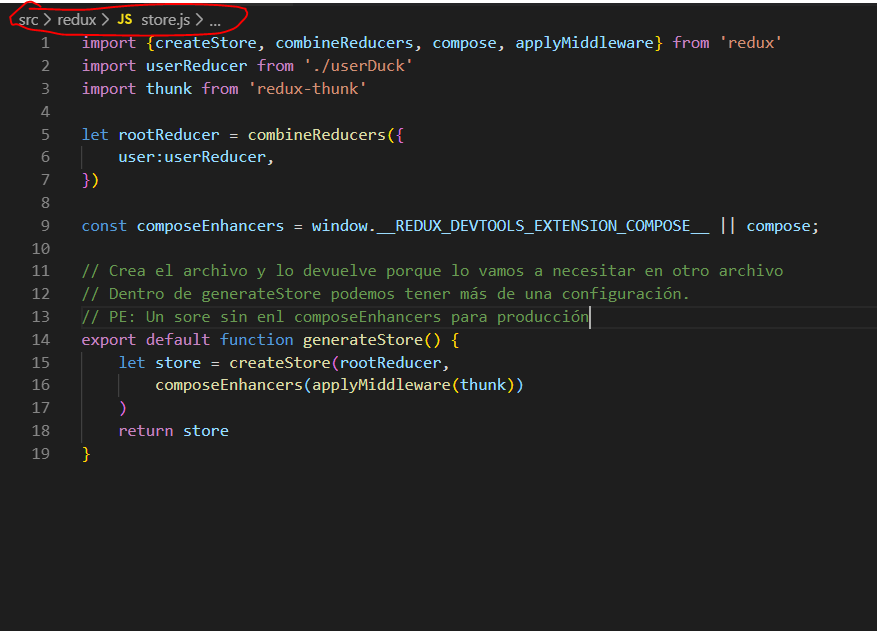 src > redux > JS store.js > ...
1 import {createStore, combineReducers, compose, applyMiddleware} from 'redux'
2 import userReducer from './userDuck'
3 import thunk from 'redux-thunk'
4
5 let rootReducer = combineReducers({
6     user:userReducer,
7 })
8
9 const composeEnhancers = window.__REDUX_DEVTOOLS_EXTENSION_COMPOSE__ || compose;
10
11 // Crea el archivo y lo devuelve porque lo vamos a necesitar en otro archivo
12 // Dentro de generateStore podemos tener más de una configuración.
13 // PE: Un sore sin enl composeEnhancers para producción
14 export default function generateStore() {
15     let store = createStore(rootReducer,
16         composeEnhancers(applyMiddleware(thunk))
17     )
18     return store
19 }